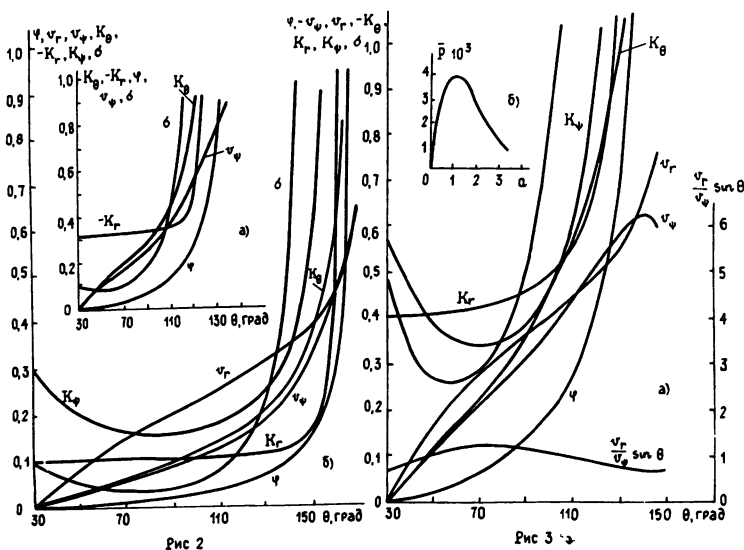 φ, v_r, v_ψ, K_θ,
-K_r, K_ψ, б
1,0
0,9
0,8
0,7
0,6
0,5
0,4
0,3
0,2
0,1
0
30 70 110 150 θ, град
-K_θ, -K_r, φ,
v_ψ, б
1,0
0,8
0,6
0,4
0,2
0
30 70 110 130 θ, град
K_θ
б
v_ψ
-K_r
а)
φ
б
K_θ
v_r
K_φ
v_ψ
K_r
б)
φ
Рис 2
φ, -v_ψ, v_r, -K_θ
K_r, K_ψ, б
1,0
0,9
0,8
0,7
0,6
0,5
0,4
0,3
0,2
0,1
0
30 70 110 150 θ, град
p̄ 10³
4
3
2
1
0 1 2 3 a
б)
K_θ
K_ψ
v_r
v_r/v_ψ sin θ
v_ψ
6
5
4
3
2
1
0
K_r
а)
φ
v_r/v_ψ sin θ
Рис 3